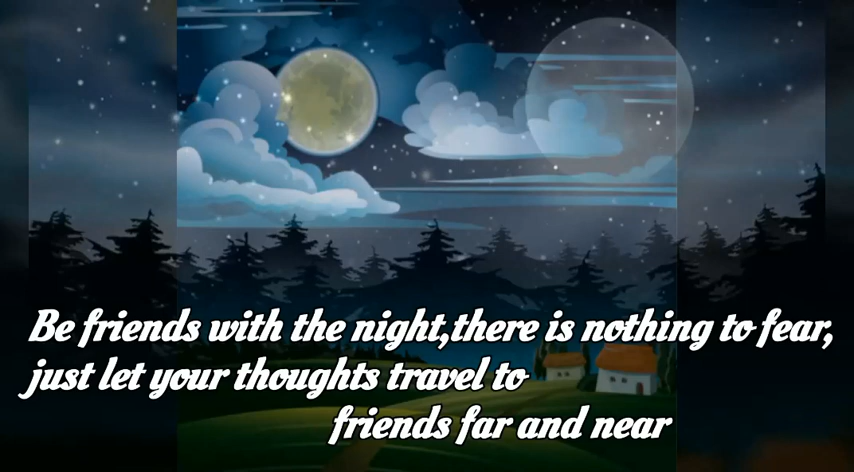 Be friends with the night,there is nothing to fear,
just let your thoughts travel to
friends far and near